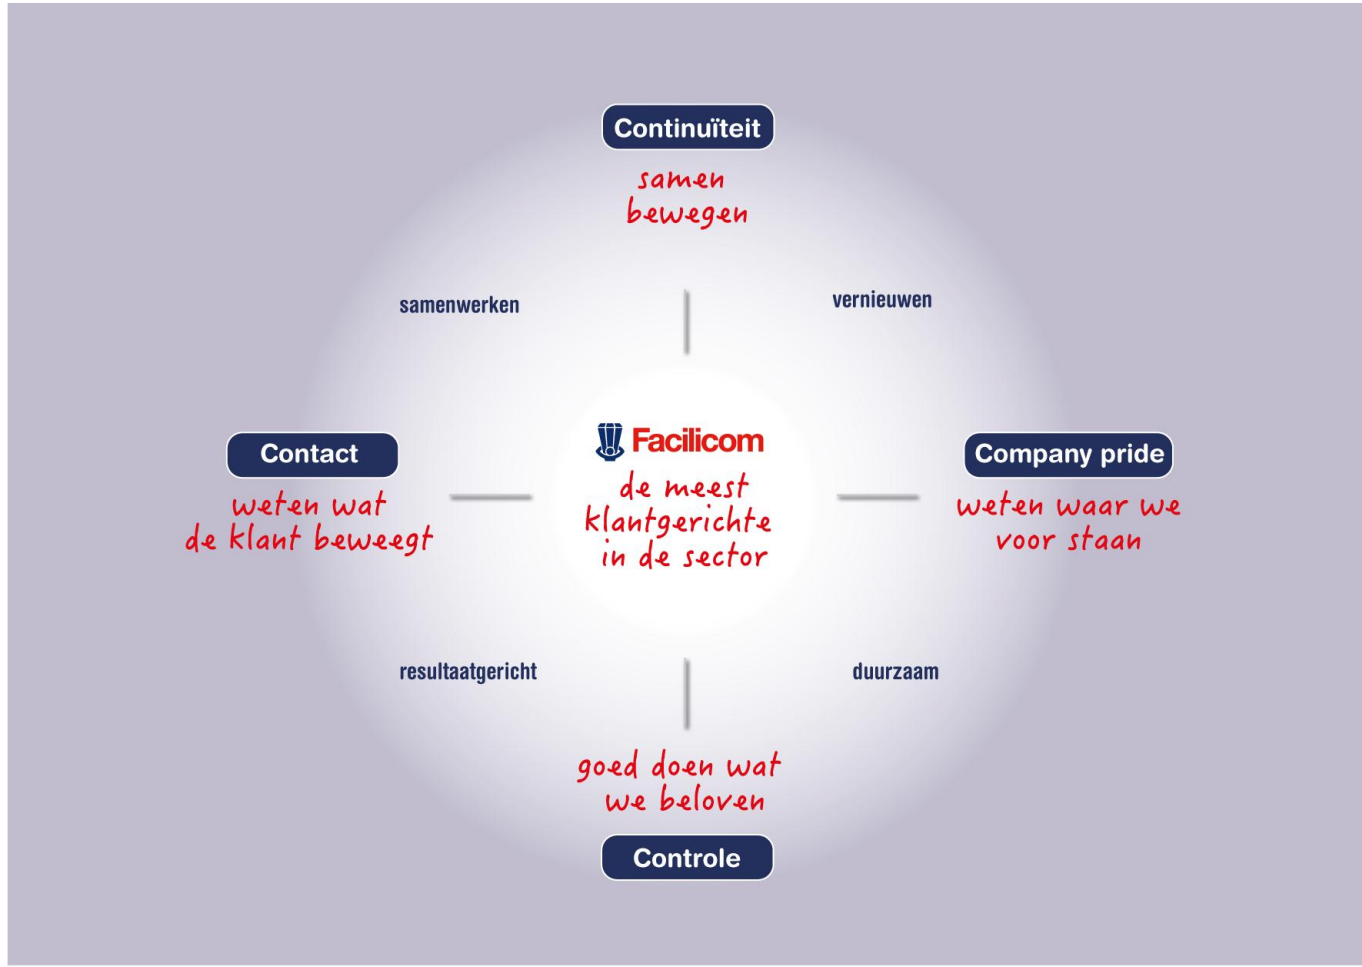 Continuïteit
samen
bewegen
samenwerken
vernieuwen
Facilicom
de meest
klantgerichte
in de sector
Contact
weten wat
de klant beweegt
Company pride
weten waar we
voor staan
resultaatgericht
duurzaam
goed doen wat
we beloven
Controle